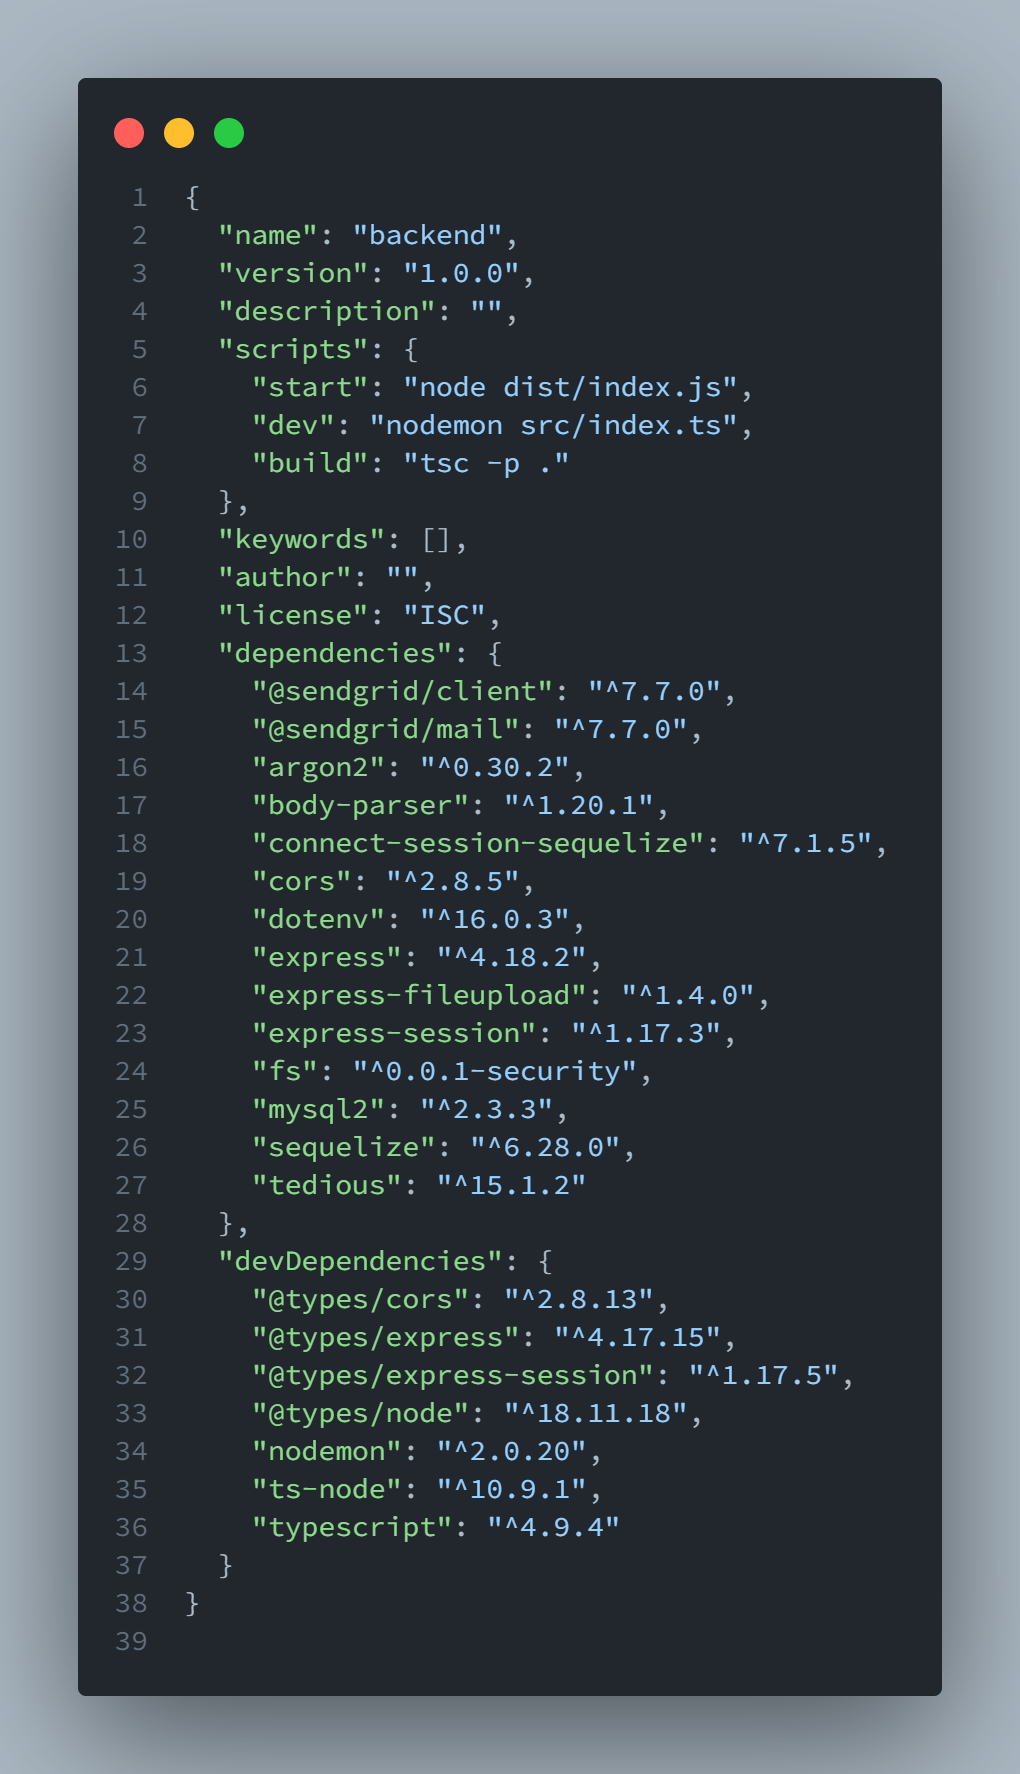 1 {
2   "name": "backend",
3   "version": "1.0.0",
4   "description": "",
5   "scripts": {
6     "start": "node dist/index.js",
7     "dev": "nodemon src/index.ts",
8     "build": "tsc -p ."
9   },
10   "keywords": [],
11   "author": "",
12   "license": "ISC",
13   "dependencies": {
14     "@sendgrid/client": "^7.7.0",
15     "@sendgrid/mail": "^7.7.0",
16     "argon2": "^0.30.2",
17     "body-parser": "^1.20.1",
18     "connect-session-sequelize": "^7.1.5",
19     "cors": "^2.8.5",
20     "dotenv": "^16.0.3",
21     "express": "^4.18.2",
22     "express-fileupload": "^1.4.0",
23     "express-session": "^1.17.3",
24     "fs": "^0.0.1-security",
25     "mysql2": "^2.3.3",
26     "sequelize": "^6.28.0",
27     "tedious": "^15.1.2"
28   },
29   "devDependencies": {
30     "@types/cors": "^2.8.13",
31     "@types/express": "^4.17.15",
32     "@types/express-session": "^1.17.5",
33     "@types/node": "^18.11.18",
34     "nodemon": "^2.0.20",
35     "ts-node": "^10.9.1",
36     "typescript": "^4.9.4"
37   }
38 }
39